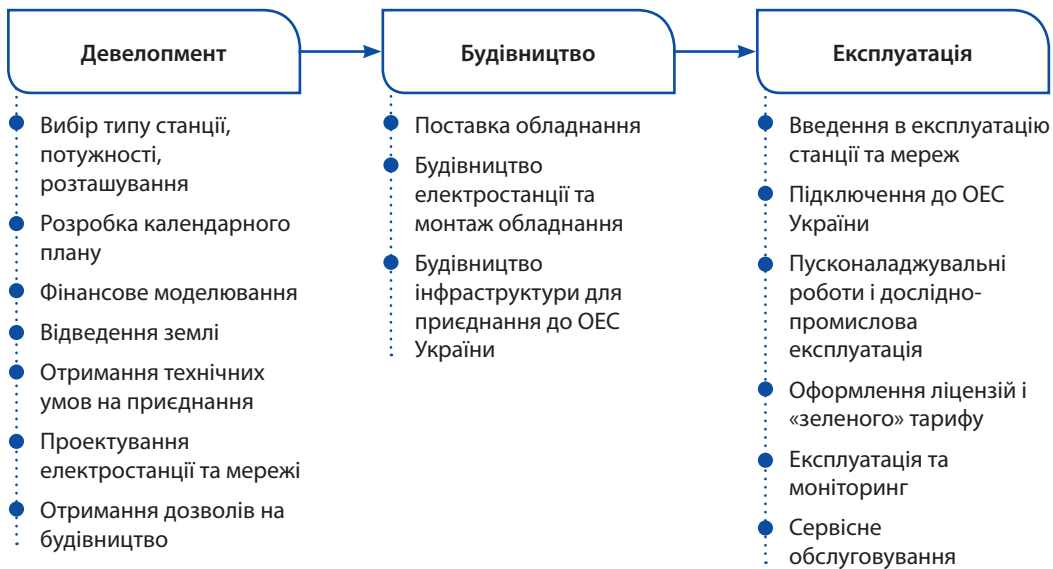 Девелопмент
Вибір типу станції,
потужності,
розташування
Розробка календарного
плану
Фінансове моделювання
Відведення землі
Отримання технічних
умов на приєднання
Проектування
електростанції та мережі
Отримання дозволів на
будівництво
Будівництво
Поставка обладнання
Будівництво
електростанції та
монтаж обладнання
Будівництво
інфраструктури для
приєднання до ОЕС
України
Експлуатація
Введення в експлуатацію
станції та мереж
Підключення до ОЕС
України
Пусконаладжувальні
роботи і дослідно-
промислова
експлуатація
Оформлення ліцензій і
«зеленого» тарифу
Експлуатація та
моніторинг
Сервісне
обслуговування